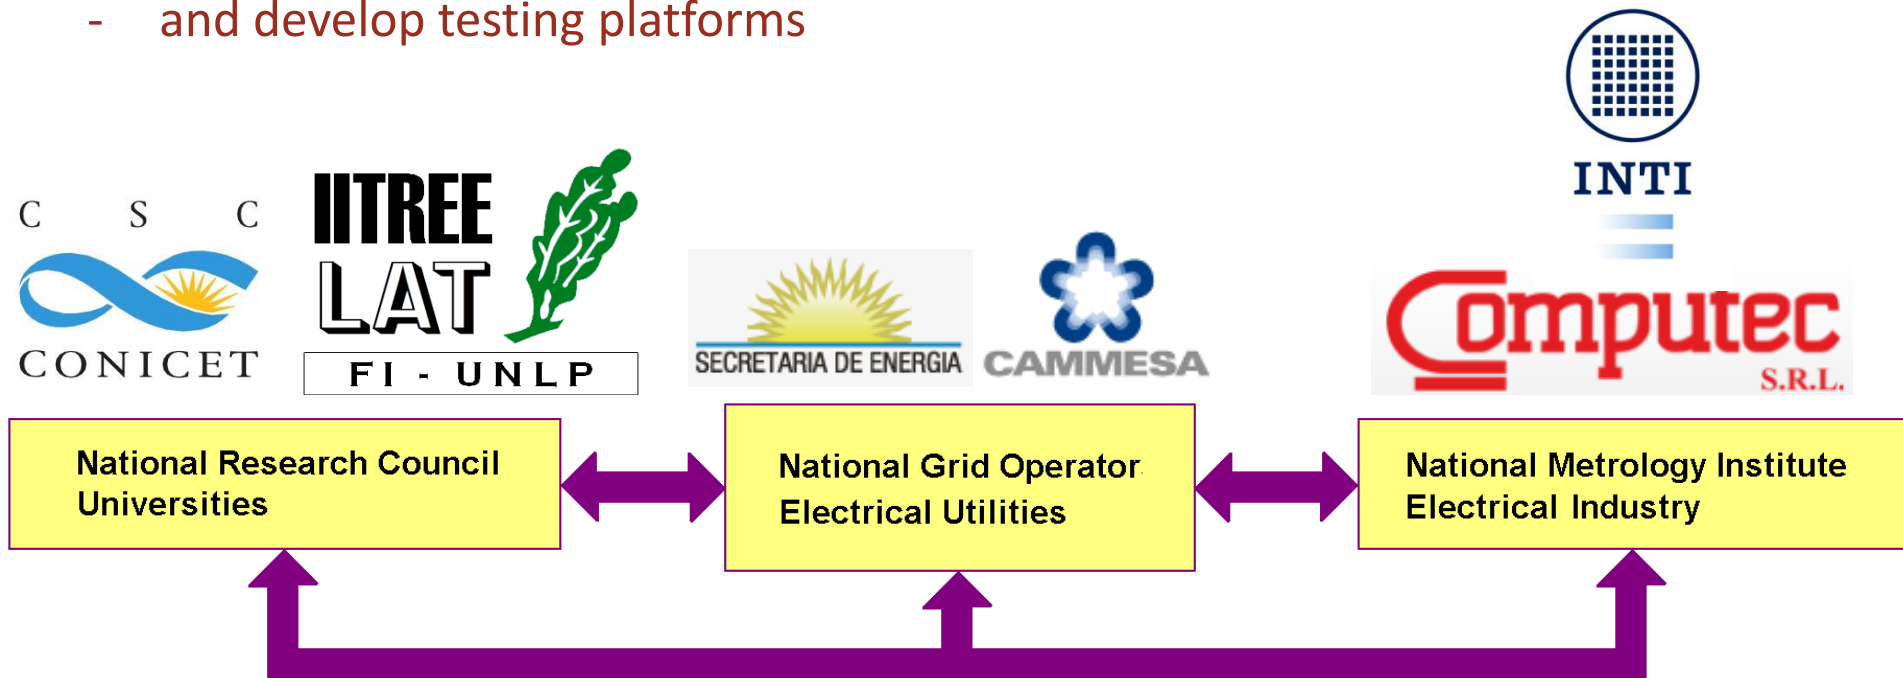 - and develop testing platforms
INTI
C S C
CONICET
IITREE
LAT
FI - UNLP
SECRETARIA DE ENERGIA
CAMMESA
Computec
S.R.L.
National Research Council
Universities
National Grid Operator
Electrical Utilities
National Metrology Institute
Electrical Industry